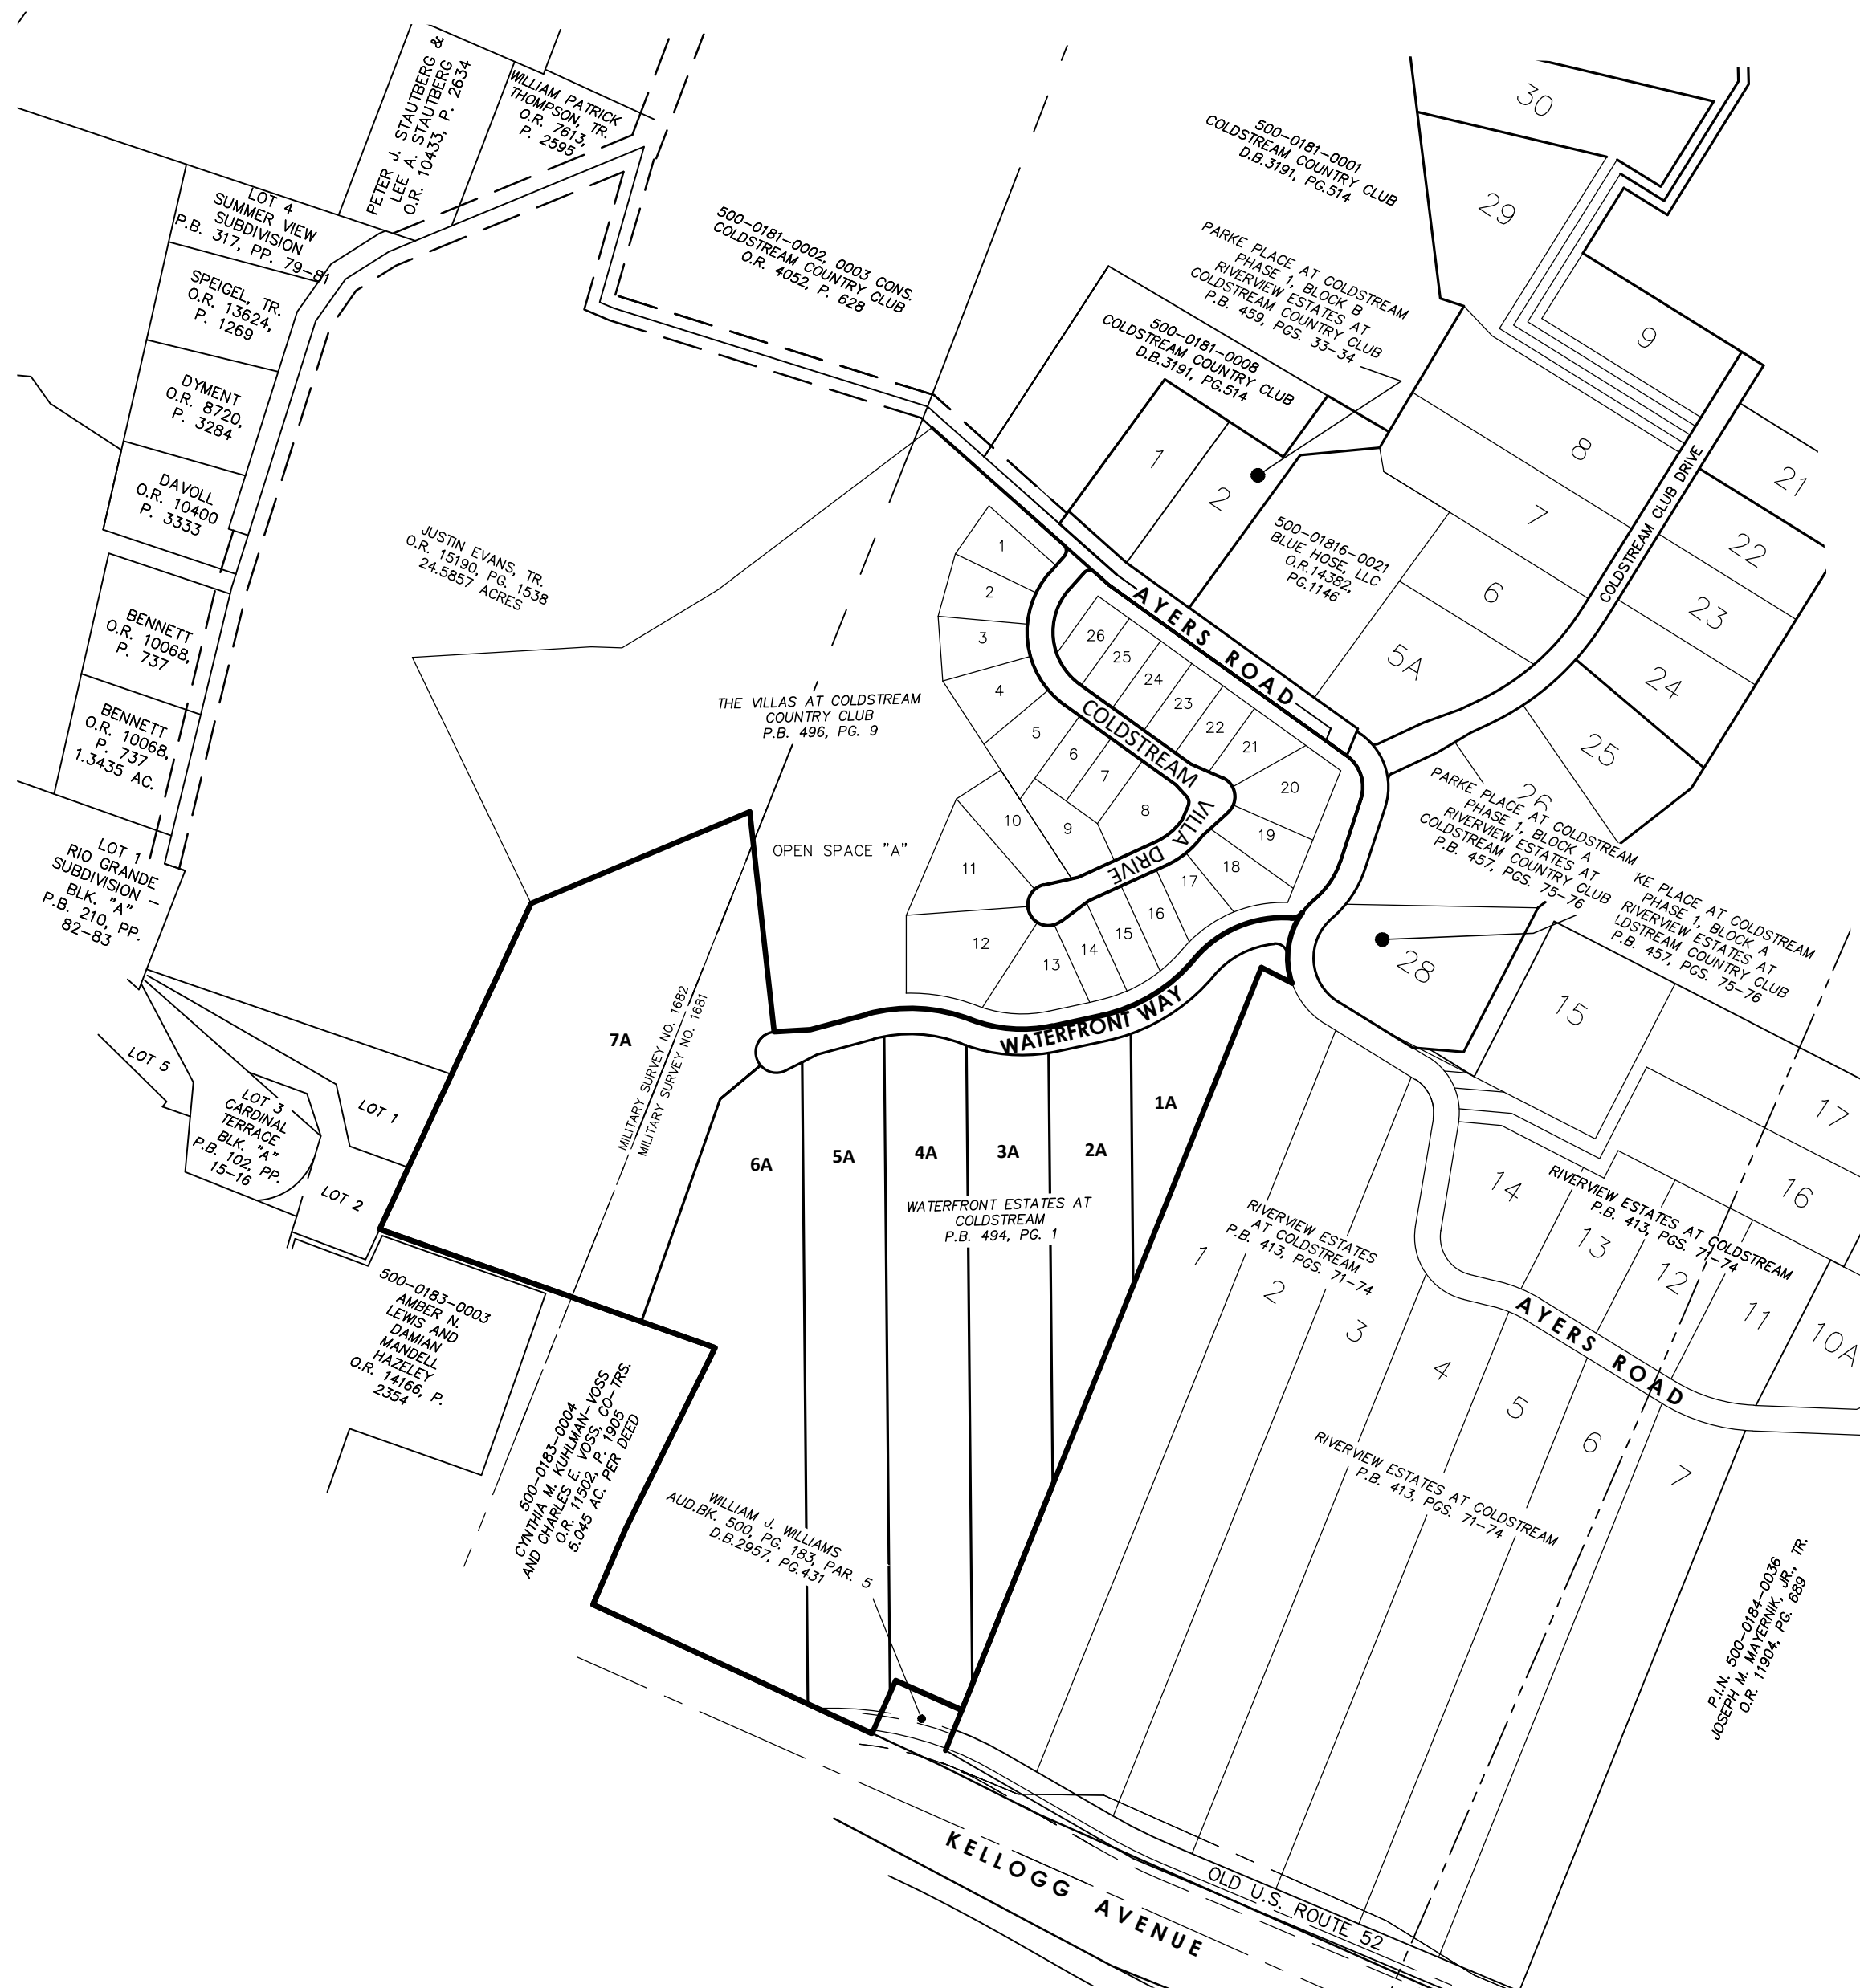 PETER J. STAUTBERG &
LEE A. STAUTBERG
O.R. 10433, P. 2634
WILLIAM PATRICK
THOMPSON, TR.
O.R. 7613,
P. 2595
LOT 4
SUMMER VIEW
SUBDIVISION
P.B. 317, PP. 79-81
SPEIGEL, TR.
O.R. 13624,
P. 1269
DYMENT
O.R. 8720,
P. 3284
DAVOLL
O.R. 10400
P. 3333
BENNETT
O.R. 10068,
P. 737
BENNETT
O.R. 10068,
P. 737
1.3435 AC.
LOT 1
RIO GRANDE
SUBDIVISION –
BLK. "A"
P.B. 210, PP.
82-83
LOT 5
LOT 3
CARDINAL
TERRACE
BLK. "A"
P.B. 102, PP.
15-16
LOT 1
LOT 2
500-0183-0003
AMBER N.
LEWIS AND
DAMIAN
MANDELL
HAZELEY
O.R. 14166, P.
2354
500-0183-0004
CYNTHIA M. KUHLMAN-VOSS
AND CHARLES E. VOSS, CO-TRS.
O.R. 11502, P. 1905
5.045 AC. PER DEED
JUSTIN EVANS, TR.
O.R. 15190, PG. 1538
24.5857 ACRES
500-0181-0002, 0003 CONS.
COLDSTREAM COUNTRY CLUB
O.R. 4052, P. 628
500-0181-0001
COLDSTREAM COUNTRY CLUB
D.B.3191, PG.514
PARKE PLACE AT COLDSTREAM
PHASE 1, BLOCK B
RIVERVIEW ESTATES AT
COLDSTREAM COUNTRY CLUB
P.B. 459, PGS. 33-34
500-0181-0008
COLDSTREAM COUNTRY CLUB
D.B.3191, PG.514
30
29
9
8
7
6
5A
21
22
23
24
25
26
COLDSTREAM CLUB DRIVE
1
2
500-01816-0021
BLUE HOSE, LLC
O.R.14382,
PG.1146
AYERS ROAD
THE VILLAS AT COLDSTREAM
COUNTRY CLUB
P.B. 496, PG. 9
1
2
3
4
5
6
7
8
9
10
11
12
13
14
15
16
17
18
19
20
21
22
23
24
25
26
COLDSTREAM
VILLA
DRIVE
OPEN SPACE "A"
PARKE PLACE AT COLDSTREAM
PHASE 1, BLOCK A
RIVERVIEW ESTATES AT
COLDSTREAM COUNTRY CLUB
P.B. 457, PGS. 75-76
KE PLACE AT COLDSTREAM
PHASE 1, BLOCK A
RIVERVIEW ESTATES AT
LDSTREAM COUNTRY CLUB
P.B. 457, PGS. 75-76
28
WATERFRONT WAY
7A
MILITARY SURVEY NO. 1682
MILITARY SURVEY NO. 1681
6A
5A
4A
3A
2A
1A
WATERFRONT ESTATES AT
COLDSTREAM
P.B. 494, PG. 1
15
17
16
14
13
12
11
10A
RIVERVIEW ESTATES AT COLDSTREAM
P.B. 413, PGS. 71-74
RIVERVIEW ESTATES
AT COLDSTREAM
P.B. 413, PGS. 71-74
1
2
3
4
5
6
7
AYERS ROAD
RIVERVIEW ESTATES AT COLDSTREAM
P.B. 413, PGS. 71-74
WILLIAM J. WILLIAMS
AUD.BK. 500, PG. 183, PAR. 5
D.B.2957, PG.431
P.I.N. 500-0184-0036
JOSEPH M. MAYERNIK, JR., TR.
O.R. 11904, PG. 689
OLD U.S. ROUTE 52
KELLOGG AVENUE